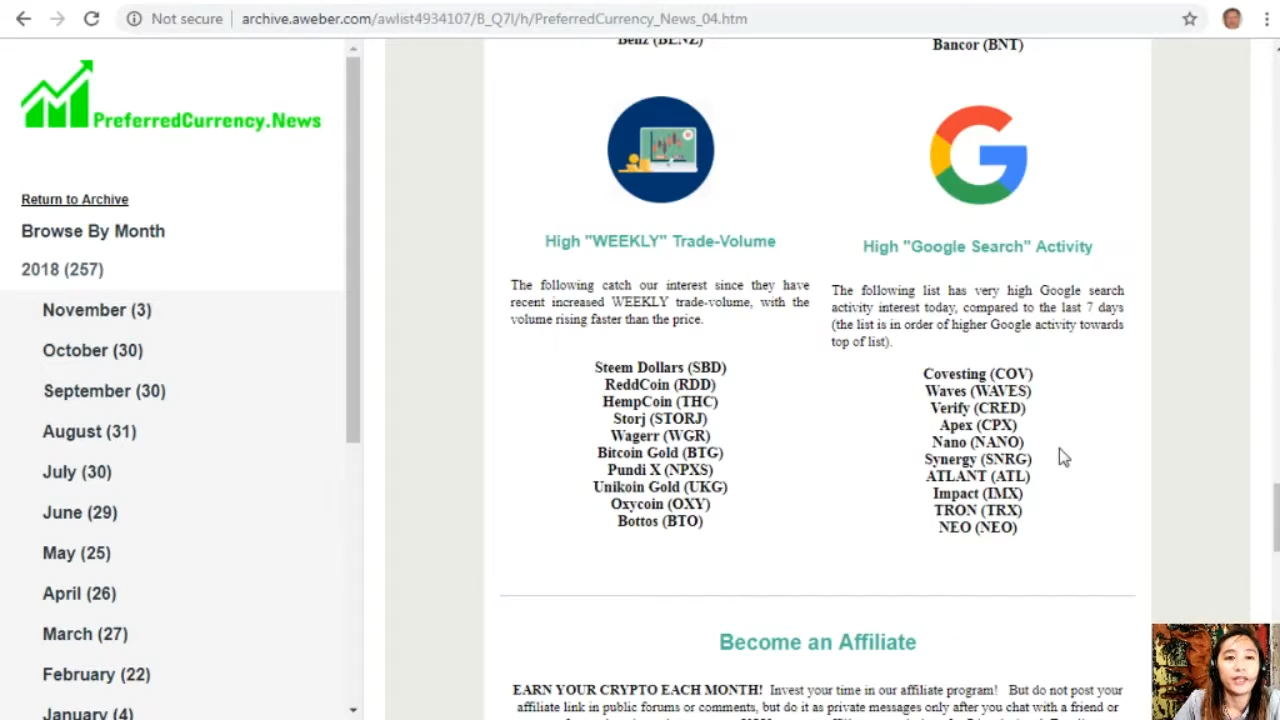 Not secure
archive.aweber.com/awlist4934107/B_Q7I/h/PreferredCurrency_News_04.htm
PreferredCurrency.News
Return to Archive
Browse By Month
2018 (257)
November (3)
October (30)
September (30)
August (31)
July (30)
June (29)
May (25)
April (26)
March (27)
February (22)
January (4)
Benz (BENZ)
Bancor (BNT)
High "WEEKLY" Trade-Volume
The following catch our interest since they have
recent increased WEEKLY trade-volume, with the
volume rising faster than the price.
Steem Dollars (SBD)
ReddCoin (RDD)
HempCoin (THC)
Storj (STORJ)
Wagerr (WGR)
Bitcoin Gold (BTG)
Pundi X (NPXS)
Unikoin Gold (UKG)
Oxycoin (OXY)
Bottos (BTO)
High "Google Search" Activity
The following list has very high Google search
activity interest today, compared to the last 7 days
(the list is in order of higher Google activity towards
top of list).
Covesting (COV)
Waves (WAVES)
Verify (CRED)
Apex (CPX)
Nano (NANO)
Synergy (SNRG)
ATLANT (ATL)
Impact (IMX)
TRON (TRX)
NEO (NEO)
Become an Affiliate
EARN YOUR CRYPTO EACH MONTH! Invest your time in our affiliate program! But do not post your
affiliate link in public forums or comments, but do it as private messages only after you chat with a friend or